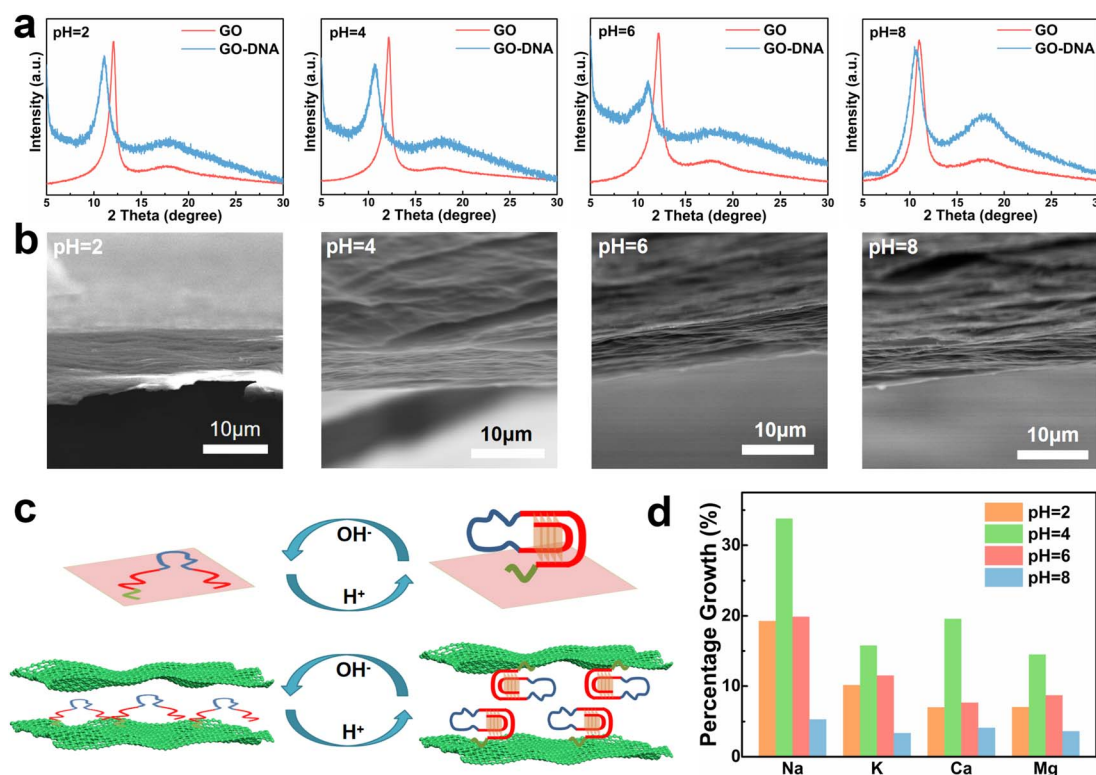 a
pH=2
GO
GO-DNA
Intensity (a.u.)
5 10 15 20 25 30
2 Theta (degree)
pH=4
GO
GO-DNA
Intensity (a.u.)
5 10 15 20 25 30
2 Theta (degree)
pH=6
GO
GO-DNA
Intensity (a.u.)
5 10 15 20 25 30
2 Theta (degree)
pH=8
GO
GO-DNA
Intensity (a.u.)
5 10 15 20 25 30
2 Theta (degree)
b
pH=2
10μm
pH=4
10μm
pH=6
10μm
pH=8
10μm
c
OH-
H+
OH-
H+
d
Percentage Growth (%)
30
20
10
0
pH=2
pH=4
pH=6
pH=8
Na K Ca Mg